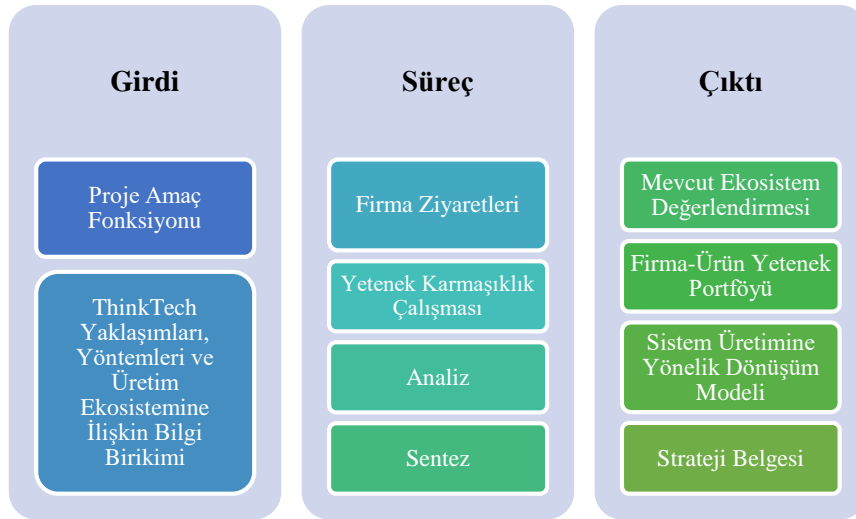 Girdi
Proje Amaç
Fonksiyonu
ThinkTech
Yaklaşımları,
Yöntemleri ve
Üretim
Ekosistemine
İlişkin Bilgi
Birikimi
Süreç
Firma Ziyaretleri
Yetenek Karmaşıklık
Çalışması
Analiz
Sentez
Çıktı
Mevcut Ekosistem
Değerlendirmesi
Firma-Ürün Yetenek
Portföyü
Sistem Üretimine
Yönelik Dönüşüm
Modeli
Strateji Belgesi